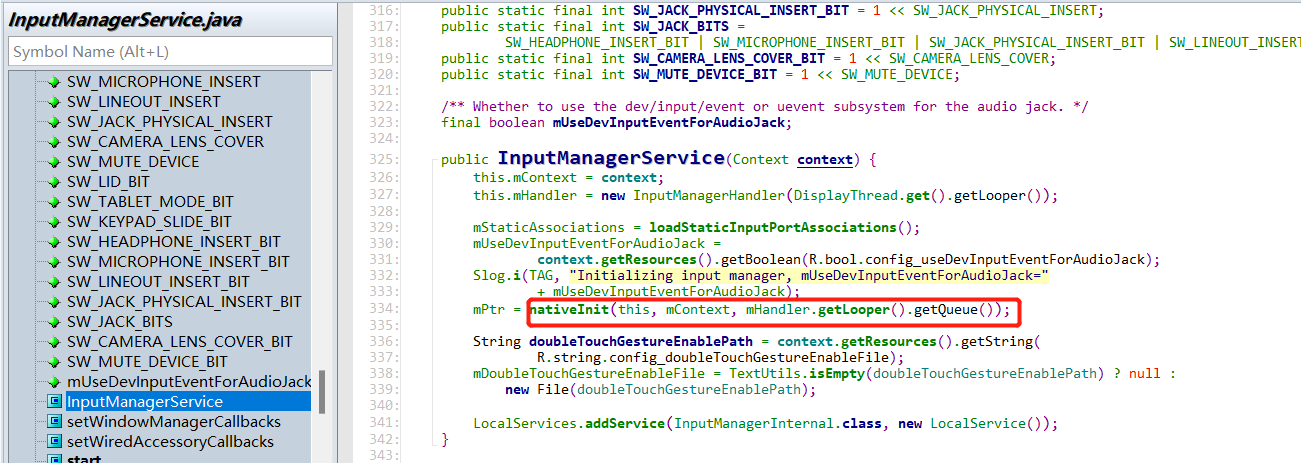 InputManagerService.java
Symbol Name (Alt+L)
SW_MICROPHONE_INSERT
SW_LINEOUT_INSERT
SW_JACK_PHYSICAL_INSERT
SW_CAMERA_LENS_COVER
SW_MUTE_DEVICE
SW_LID_BIT
SW_TABLET_MODE_BIT
SW_KEYPAD_SLIDE_BIT
SW_HEADPHONE_INSERT_BIT
SW_MICROPHONE_INSERT_BIT
SW_LINEOUT_INSERT_BIT
SW_JACK_PHYSICAL_INSERT_BIT
SW_JACK_BITS
SW_CAMERA_LENS_COVER_BIT
SW_MUTE_DEVICE_BIT
mUseDevInputEventForAudioJack
InputManagerService
setWindowManagerCallbacks
setWiredAccessoryCallbacks
start
316: public static final int SW_JACK_PHYSICAL_INSERT_BIT = 1 << SW_JACK_PHYSICAL_INSERT;
317: public static final int SW_JACK_BITS =
318: SW_HEADPHONE_INSERT_BIT | SW_MICROPHONE_INSERT_BIT | SW_JACK_PHYSICAL_INSERT_BIT | SW_LINEOUT_INSERT
319: public static final int SW_CAMERA_LENS_COVER_BIT = 1 << SW_CAMERA_LENS_COVER;
320: public static final int SW_MUTE_DEVICE_BIT = 1 << SW_MUTE_DEVICE;
321:
322: /** Whether to use the dev/input/event or uevent subsystem for the audio jack. */
323: final boolean mUseDevInputEventForAudioJack;
324:
325: public InputManagerService(Context context) {
326: this.mContext = context;
327: this.mHandler = new InputManagerHandler(DisplayThread.get().getLooper());
328:
329: mStaticAssociations = loadStaticInputPortAssociations();
330: mUseDevInputEventForAudioJack =
331: context.getResources().getBoolean(R.bool.config_useDevInputEventForAudioJack);
332: Slog.i(TAG, "Initializing input manager, mUseDevInputEventForAudioJack="
333: + mUseDevInputEventForAudioJack);
334: mPtr = nativeInit(this, mContext, mHandler.getLooper().getQueue());
335:
336: String doubleTouchGestureEnablePath = context.getResources().getString(
337: R.string.config_doubleTouchGestureEnableFile);
338: mDoubleTouchGestureEnableFile = TextUtils.isEmpty(doubleTouchGestureEnablePath) ? null :
339: new File(doubleTouchGestureEnablePath);
340:
341: LocalServices.addService(InputManagerInternal.class, new LocalService());
342: }
343: